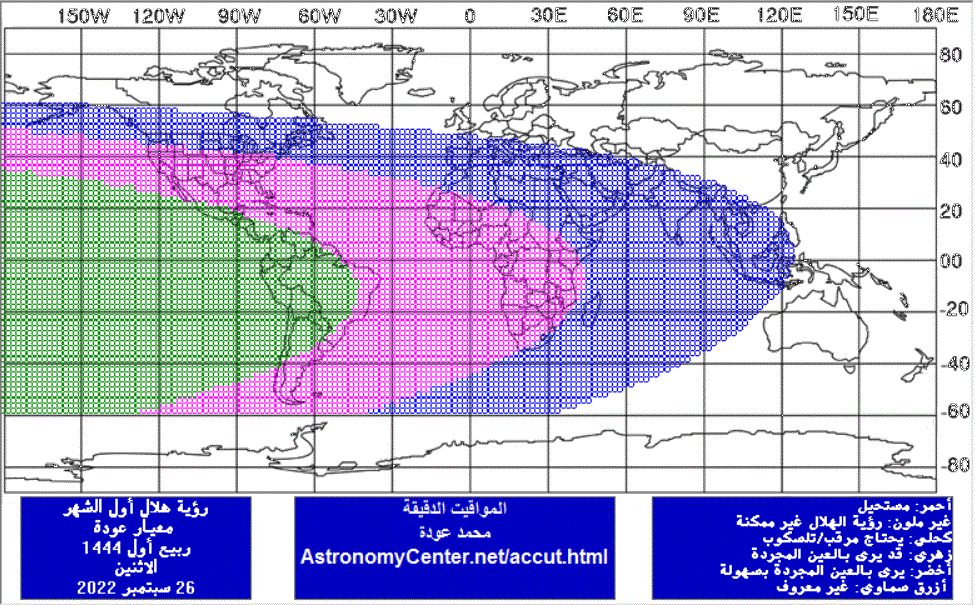 150W 120W 90W 60W 30W 0 30E 60E 90E 120E 150E 180E
80
60
40
20
00
-20
-40
-60
-80
رؤية هلال أول الشهر
معيار عودة
ربيع أول 1444
الاثنين
26 سبتمبر 2022
المواقيت الدقيقة
محمد عودة
AstronomyCenter.net/accut.html
أحمر: مستحيل
غير ملون: رؤية الهلال غير ممكنة
كحلي: يحتاج مرقب/تلسكوب
زهري: قد يرى بالعين المجردة
أخضر: يرى بالعين المجردة بسهولة
أزرق سماوي: غير معروف